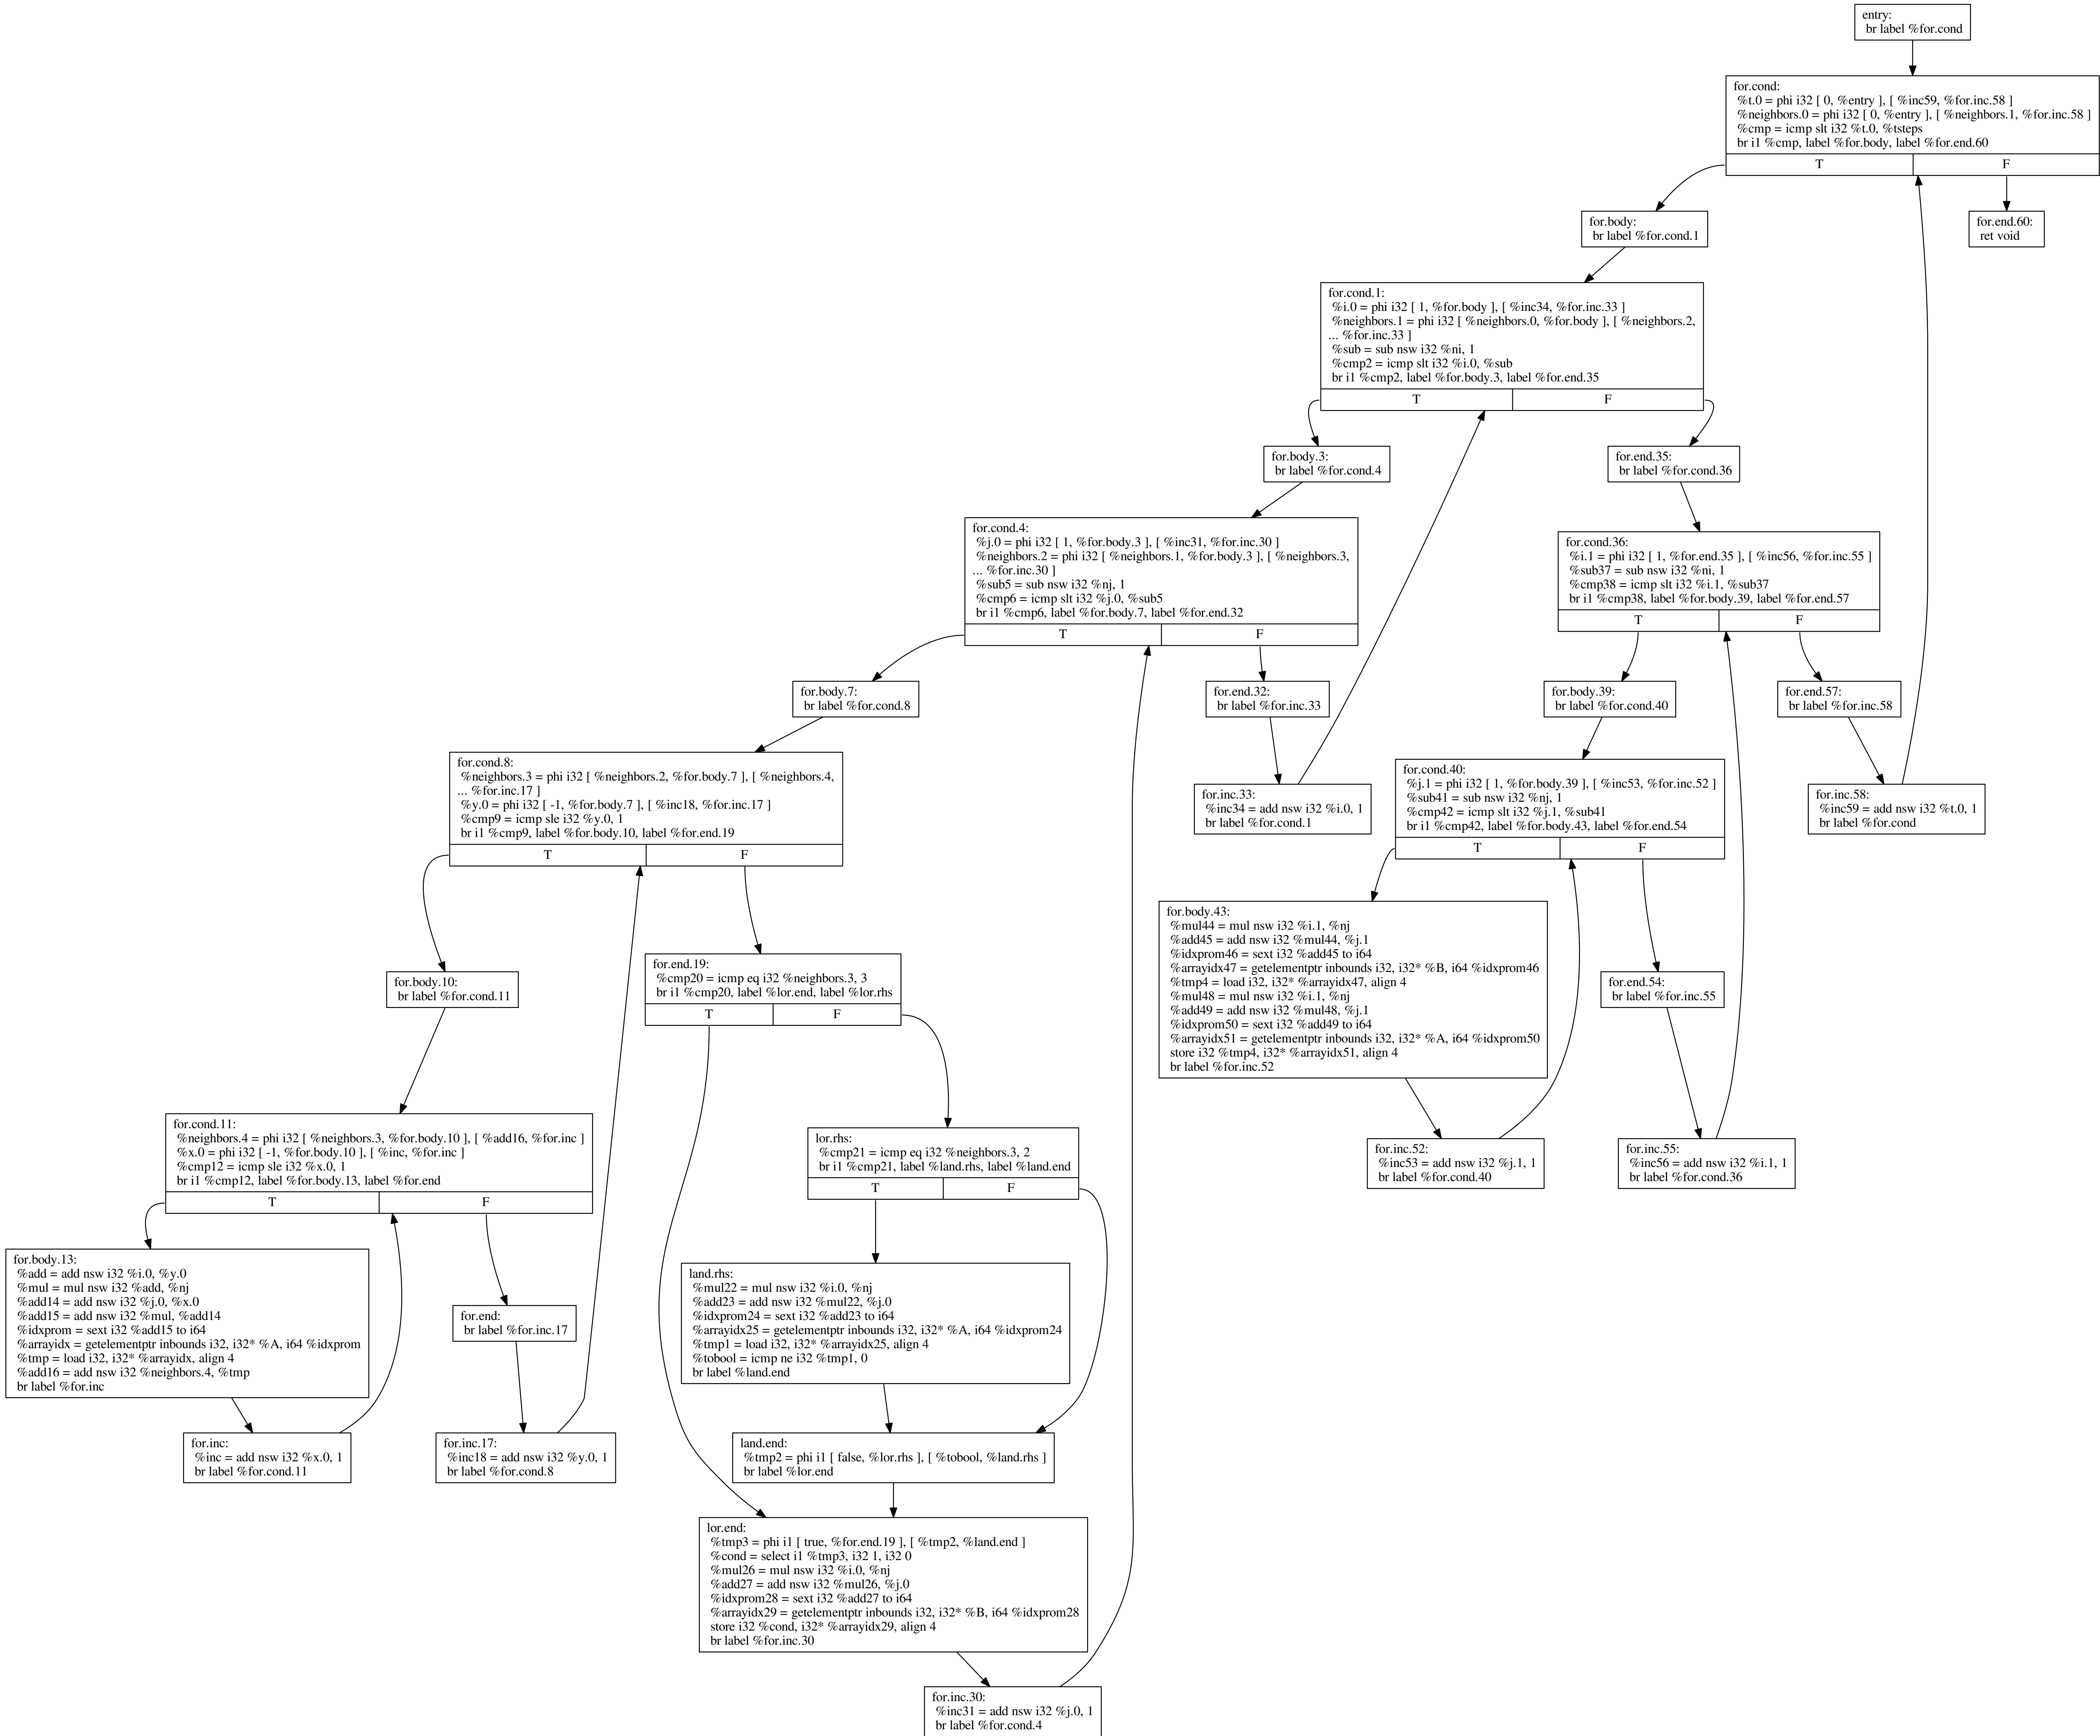 entry:
br label %for.cond
for.cond:
%t.0 = phi i32 [ 0, %entry ], [ %inc59, %for.inc.58 ]
%neighbors.0 = phi i32 [ 0, %entry ], [ %neighbors.1, %for.inc.58 ]
%cmp = icmp slt i32 %t.0, %tsteps
br i1 %cmp, label %for.body, label %for.end.60
T
F
for.body:
br label %for.cond.1
for.end.60:
ret void
for.cond.1:
%i.0 = phi i32 [ 1, %for.body ], [ %inc34, %for.inc.33 ]
%neighbors.1 = phi i32 [ %neighbors.0, %for.body ], [ %neighbors.2,
... %for.inc.33 ]
%sub = sub nsw i32 %ni, 1
%cmp2 = icmp slt i32 %i.0, %sub
br i1 %cmp2, label %for.body.3, label %for.end.35
T
F
for.body.3:
br label %for.cond.4
for.end.35:
br label %for.cond.36
for.cond.4:
%j.0 = phi i32 [ 1, %for.body.3 ], [ %inc31, %for.inc.30 ]
%neighbors.2 = phi i32 [ %neighbors.1, %for.body.3 ], [ %neighbors.3,
... %for.inc.30 ]
%sub5 = sub nsw i32 %nj, 1
%cmp6 = icmp slt i32 %j.0, %sub5
br i1 %cmp6, label %for.body.7, label %for.end.32
T
F
for.cond.36:
%i.1 = phi i32 [ 1, %for.end.35 ], [ %inc56, %for.inc.55 ]
%sub37 = sub nsw i32 %ni, 1
%cmp38 = icmp slt i32 %i.1, %sub37
br i1 %cmp38, label %for.body.39, label %for.end.57
T
F
for.body.7:
br label %for.cond.8
for.end.32:
br label %for.inc.33
for.body.39:
br label %for.cond.40
for.end.57:
br label %for.inc.58
for.cond.8:
%neighbors.3 = phi i32 [ %neighbors.2, %for.body.7 ], [ %neighbors.4,
... %for.inc.17 ]
%y.0 = phi i32 [ -1, %for.body.7 ], [ %inc18, %for.inc.17 ]
%cmp9 = icmp sle i32 %y.0, 1
br i1 %cmp9, label %for.body.10, label %for.end.19
T
F
for.inc.33:
%inc34 = add nsw i32 %i.0, 1
br label %for.cond.1
for.cond.40:
%j.1 = phi i32 [ 1, %for.body.39 ], [ %inc53, %for.inc.52 ]
%sub41 = sub nsw i32 %nj, 1
%cmp42 = icmp slt i32 %j.1, %sub41
br i1 %cmp42, label %for.body.43, label %for.end.54
T
F
for.inc.58:
%inc59 = add nsw i32 %t.0, 1
br label %for.cond
for.body.10:
br label %for.cond.11
for.end.19:
%cmp20 = icmp eq i32 %neighbors.3, 3
br i1 %cmp20, label %lor.end, label %lor.rhs
T
F
for.body.43:
%mul44 = mul nsw i32 %i.1, %nj
%add45 = add nsw i32 %mul44, %j.1
%idxprom46 = sext i32 %add45 to i64
%arrayidx47 = getelementptr inbounds i32, i32* %B, i64 %idxprom46
%tmp4 = load i32, i32* %arrayidx47, align 4
%mul48 = mul nsw i32 %i.1, %nj
%add49 = add nsw i32 %mul48, %j.1
%idxprom50 = sext i32 %add49 to i64
%arrayidx51 = getelementptr inbounds i32, i32* %A, i64 %idxprom50
store i32 %tmp4, i32* %arrayidx51, align 4
br label %for.inc.52
for.end.54:
br label %for.inc.55
for.cond.11:
%neighbors.4 = phi i32 [ %neighbors.3, %for.body.10 ], [ %add16, %for.inc ]
%x.0 = phi i32 [ -1, %for.body.10 ], [ %inc, %for.inc ]
%cmp12 = icmp sle i32 %x.0, 1
br i1 %cmp12, label %for.body.13, label %for.end
T
F
lor.rhs:
%cmp21 = icmp eq i32 %neighbors.3, 2
br i1 %cmp21, label %land.rhs, label %land.end
T
F
for.inc.52:
%inc53 = add nsw i32 %j.1, 1
br label %for.cond.40
for.inc.55:
%inc56 = add nsw i32 %i.1, 1
br label %for.cond.36
for.body.13:
%add = add nsw i32 %i.0, %y.0
%mul = mul nsw i32 %add, %nj
%add14 = add nsw i32 %j.0, %x.0
%add15 = add nsw i32 %mul, %add14
%idxprom = sext i32 %add15 to i64
%arrayidx = getelementptr inbounds i32, i32* %A, i64 %idxprom
%tmp = load i32, i32* %arrayidx, align 4
%add16 = add nsw i32 %neighbors.4, %tmp
br label %for.inc
for.end:
br label %for.inc.17
land.rhs:
%mul22 = mul nsw i32 %i.0, %nj
%add23 = add nsw i32 %mul22, %j.0
%idxprom24 = sext i32 %add23 to i64
%arrayidx25 = getelementptr inbounds i32, i32* %A, i64 %idxprom24
%tmp1 = load i32, i32* %arrayidx25, align 4
%tobool = icmp ne i32 %tmp1, 0
br label %land.end
for.inc:
%inc = add nsw i32 %x.0, 1
br label %for.cond.11
for.inc.17:
%inc18 = add nsw i32 %y.0, 1
br label %for.cond.8
land.end:
%tmp2 = phi i1 [ false, %lor.rhs ], [ %tobool, %land.rhs ]
br label %lor.end
lor.end:
%tmp3 = phi i1 [ true, %for.end.19 ], [ %tmp2, %land.end ]
%cond = select i1 %tmp3, i32 1, i32 0
%mul26 = mul nsw i32 %i.0, %nj
%add27 = add nsw i32 %mul26, %j.0
%idxprom28 = sext i32 %add27 to i64
%arrayidx29 = getelementptr inbounds i32, i32* %B, i64 %idxprom28
store i32 %cond, i32* %arrayidx29, align 4
br label %for.inc.30
for.inc.30:
%inc31 = add nsw i32 %j.0, 1
br label %for.cond.4